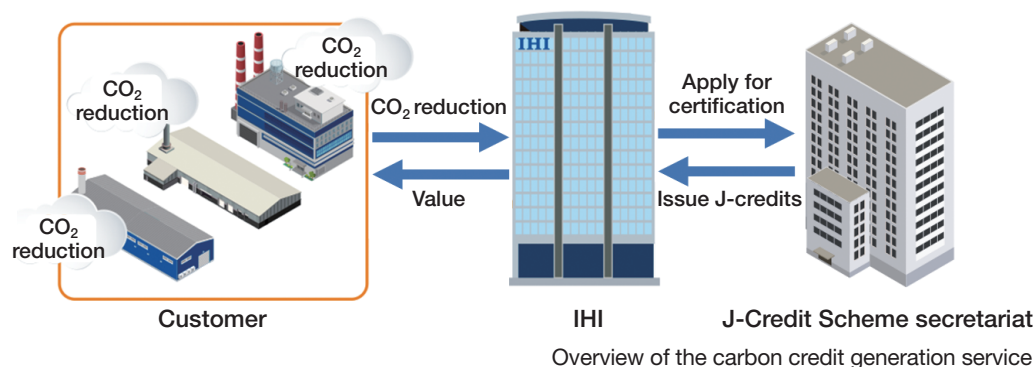 CO₂
reduction
CO₂
reduction
CO₂
reduction
CO₂ reduction
Value
IHI
Apply for
certification
Issue J-credits
Customer
IHI
J-Credit Scheme secretariat
Overview of the carbon credit generation service